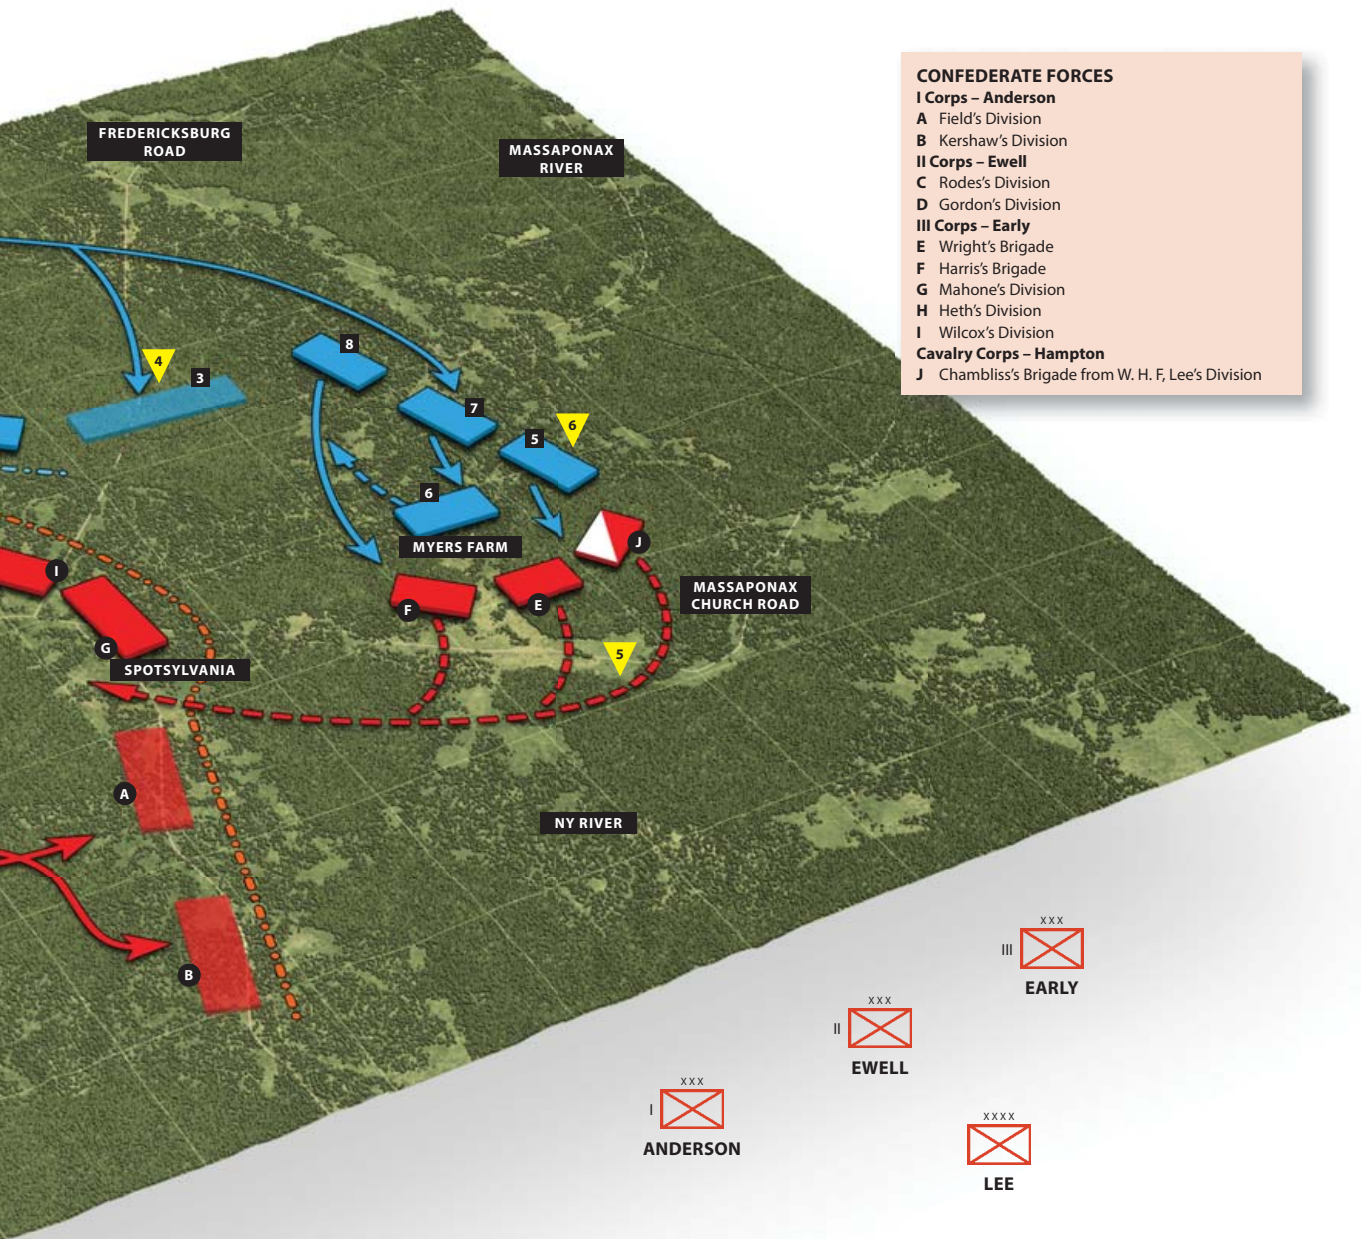 CONFEDERATE FORCES
I Corps – Anderson
A Field's Division
B Kershaw's Division
II Corps – Ewell
C Rodes's Division
D Gordon's Division
III Corps – Early
E Wright's Brigade
F Harris's Brigade
G Mahone's Division
H Heth's Division
I Wilcox's Division
Cavalry Corps – Hampton
J Chambliss's Brigade from W. H. F, Lee's Division
FREDERICKSBURG
ROAD
MASSAPONAX
RIVER
8
4
3
7
6
5
6
MYERS FARM
J
I
F
E
MASSAPONAX
CHURCH ROAD
G
SPOTSYLVANIA
5
A
NY RIVER
B
xxx
III
EARLY
xxx
II
EWELL
xxx
I
ANDERSON
xxxx
LEE